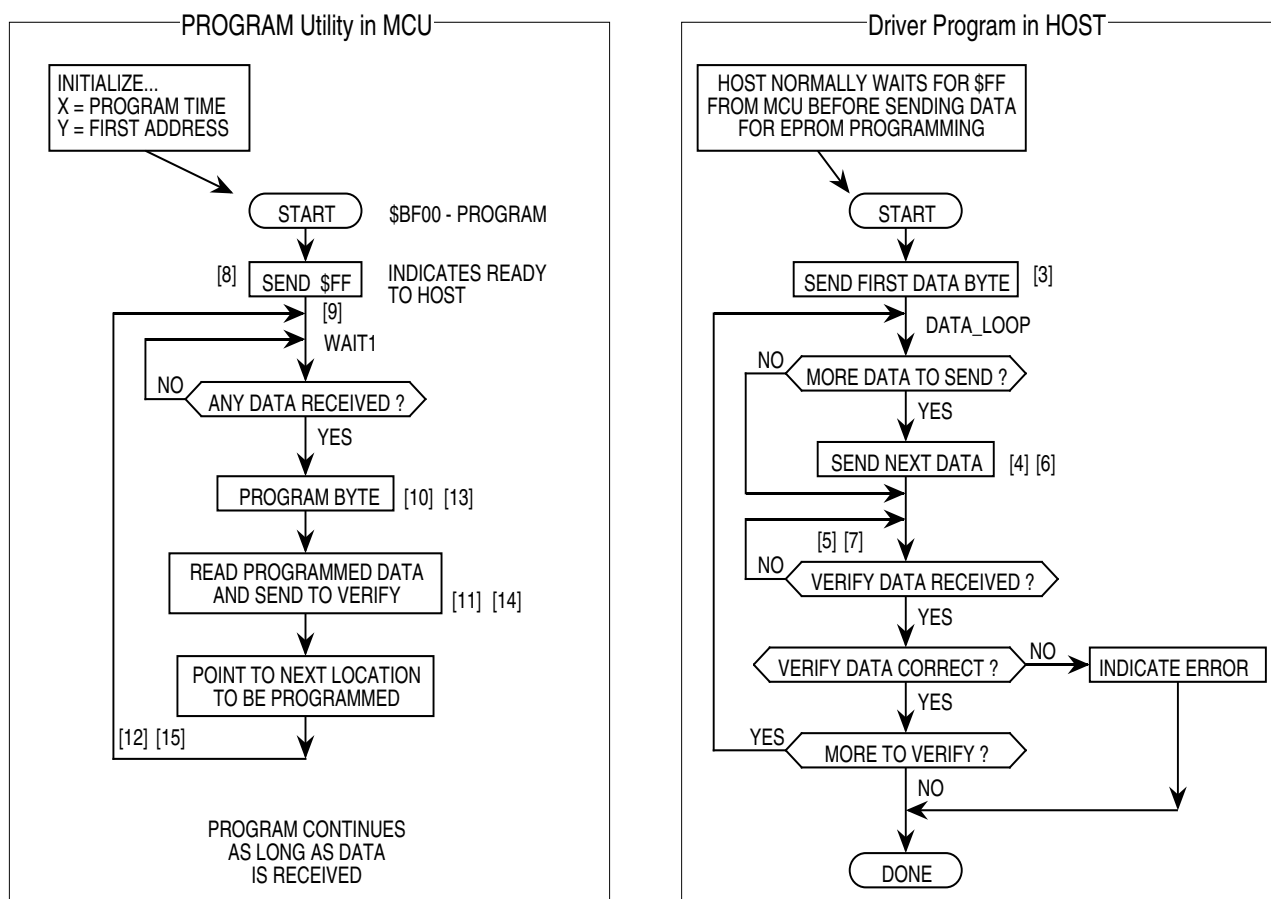 PROGRAM Utility in MCU
INITIALIZE...
X = PROGRAM TIME
Y = FIRST ADDRESS
START
$BF00 - PROGRAM
[8]
SEND $FF
INDICATES READY
TO HOST
[9]
WAIT1
NO
ANY DATA RECEIVED ?
YES
PROGRAM BYTE
[10] [13]
READ PROGRAMMED DATA
AND SEND TO VERIFY
[11] [14]
POINT TO NEXT LOCATION
TO BE PROGRAMMED
[12] [15]
PROGRAM CONTINUES
AS LONG AS DATA
IS RECEIVED
Driver Program in HOST
HOST NORMALLY WAITS FOR $FF
FROM MCU BEFORE SENDING DATA
FOR EPROM PROGRAMMING
START
SEND FIRST DATA BYTE
[3]
DATA_LOOP
NO
MORE DATA TO SEND ?
YES
SEND NEXT DATA
[4] [6]
[5] [7]
NO
VERIFY DATA RECEIVED ?
YES
VERIFY DATA CORRECT ?
NO
INDICATE ERROR
YES
YES
MORE TO VERIFY ?
NO
DONE